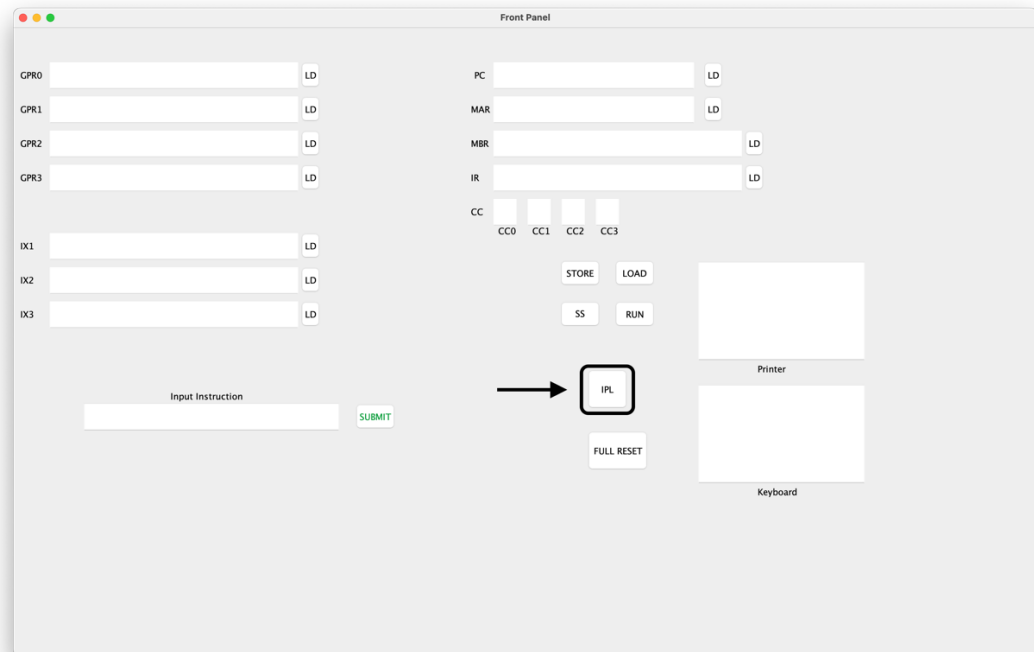 Front Panel
GPR0 LD
GPR1 LD
GPR2 LD
GPR3 LD
IX1 LD
IX2 LD
IX3 LD
Input Instruction
SUBMIT
PC LD
MAR LD
MBR LD
IR LD
CC
CC0 CC1 CC2 CC3
STORE LOAD
SS RUN
IPL
FULL RESET
Printer
Keyboard